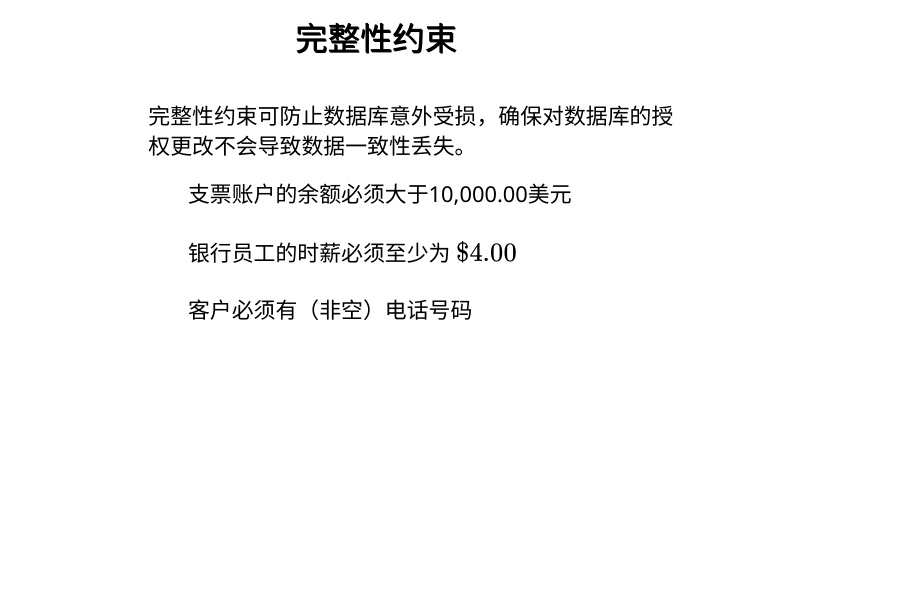 完整性约束
完整性约束可防止数据库意外受损，确保对数据库的授
权更改不会导致数据一致性丢失。
支票账户的余额必须大于10,000.00美元
银行员工的时薪必须至少为 $4.00
客户必须有（非空）电话号码